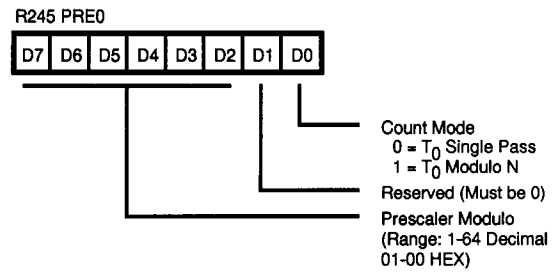 R245 PRE0
D7 D6 D5 D4 D3 D2 D1 D0
Count Mode
0 = T0 Single Pass
1 = T0 Modulo N
Reserved (Must be 0)
Prescaler Modulo
(Range: 1-64 Decimal
01-00 HEX)